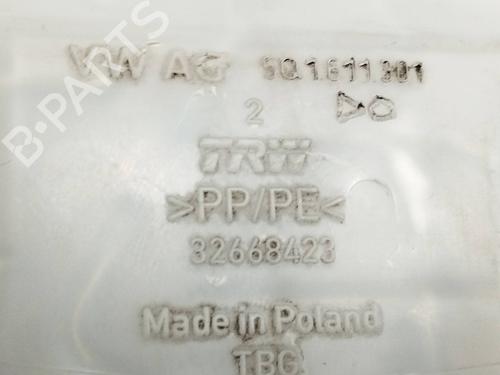 VW AG 5Q1.611.301
2
TRW
>PP/PE<
32668423
Made in Poland
TBG
B-PARTS